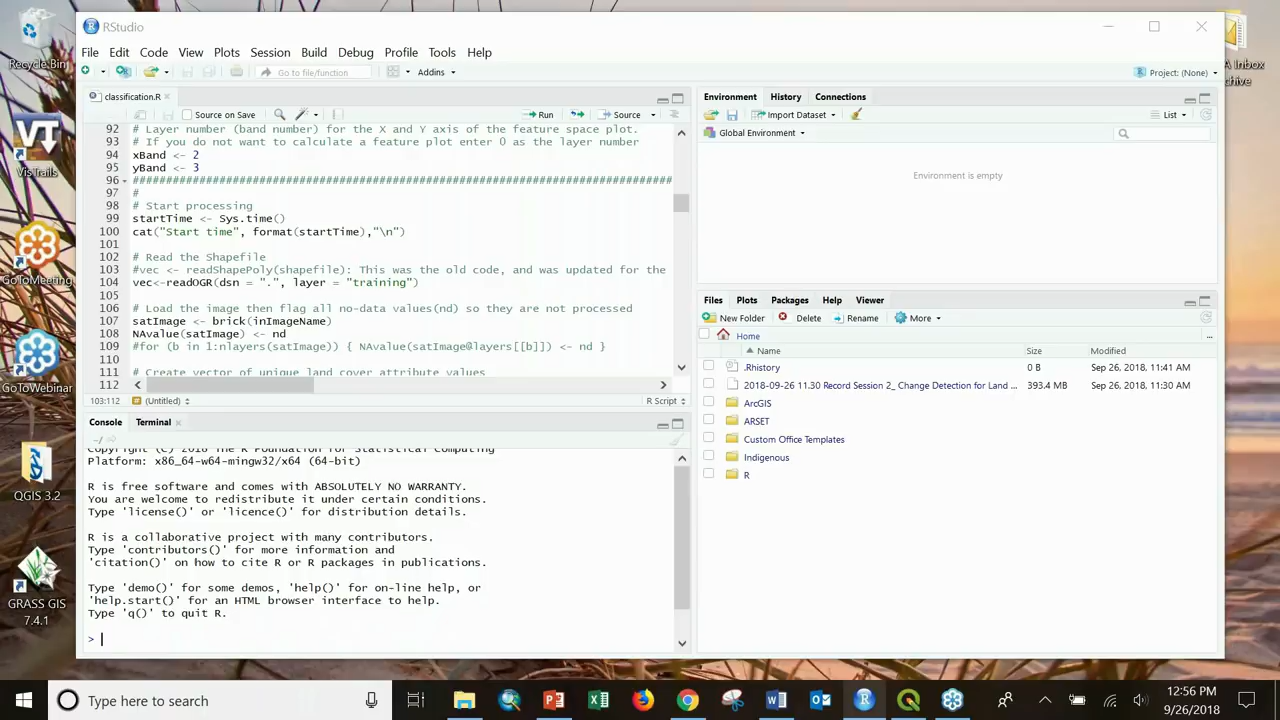 Recycle Bin
VisTrails
GoToMeeting
GoToWebinar
QGIS 3.2
GRASS GIS
7.4.1
A Inbox
chive
RStudio
File Edit Code View Plots Session Build Debug Profile Tools Help
Go to file/function Addins Project: (None)
classification.R
Source on Save Run Source
92 # Layer number (band number) for the X and Y axis of the feature space plot.
93 # If you do not want to calculate a feature plot enter 0 as the layer number
94 xBand <- 2
95 yBand <- 3
96 ################################################################################
97 #
98 # Start processing
99 startTime <- Sys.time()
100 cat("Start time", format(startTime),"\n")
101
102 # Read the Shapefile
103 #vec <- readShapePoly(shapefile): This was the old code, and was updated for the
104 vec<-readOGR(dsn = ".", layer = "training")
105
106 # Load the image then flag all no-data values(nd) so they are not processed
107 satImage <- brick(inImageName)
108 NAvalue(satImage) <- nd
109 #for (b in 1:nlayers(satImage)) { NAvalue(satImage@layers[[b]]) <- nd }
110
111 # Create vector of unique land cover attribute values
112
103:112 (Untitled) R Script
Console Terminal
~/
Copyright (C) 2018 The R Foundation for Statistical Computing
Platform: x86_64-w64-mingw32/x64 (64-bit)
R is free software and comes with ABSOLUTELY NO WARRANTY.
You are welcome to redistribute it under certain conditions.
Type 'license()' or 'licence()' for distribution details.
R is a collaborative project with many contributors.
Type 'contributors()' for more information and
'citation()' on how to cite R or R packages in publications.
Type 'demo()' for some demos, 'help()' for on-line help, or
'help.start()' for an HTML browser interface to help.
Type 'q()' to quit R.
>
Environment History Connections
Import Dataset List
Global Environment
Environment is empty
Files Plots Packages Help Viewer
New Folder Delete Rename More
Home ...
Name Size Modified
.Rhistory 0 B Sep 26, 2018, 11:41 AM
2018-09-26 11.30 Record Session 2_ Change Detection for Land ... 393.4 MB Sep 26, 2018, 11:30 AM
ArcGIS
ARSET
Custom Office Templates
Indigenous
R
Type here to search
12:56 PM
9/26/2018